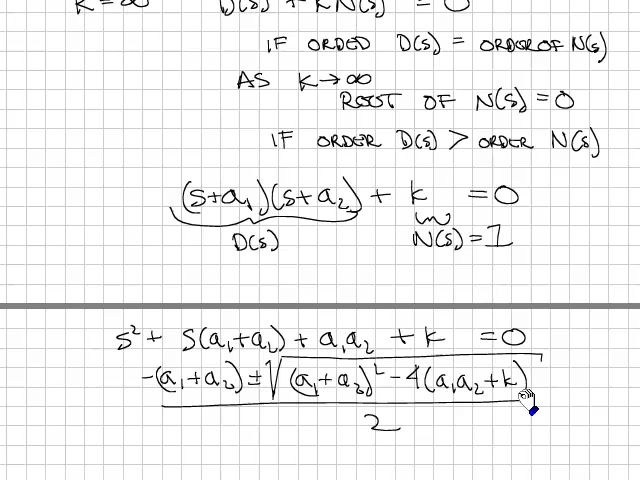 K = ∞ D(s) + KN(s) = 0
IF ORDED D(s) = ORDER OF N(s)
AS K → ∞
ROOT OF N(s) = 0
IF ORDER D(s) > ORDER N(s)
(s+a₁)(s+a₂) + k = 0
D(s) N(s) = 1
s² + s(a₁+a₂) + a₁a₂ + k = 0
-(a₁+a₂) ± √(a₁+a₂)² - 4(a₁a₂+k)
2